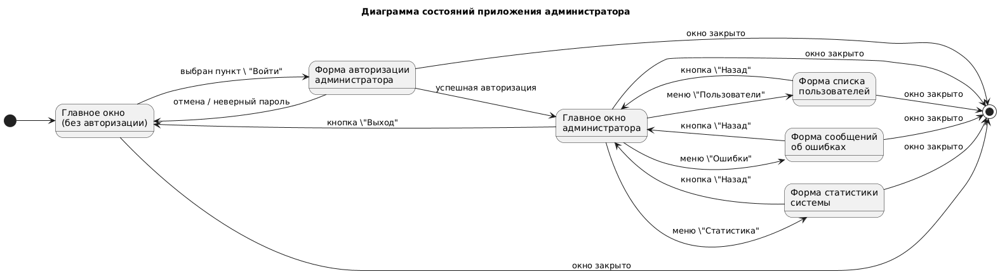 Диаграмма состояний приложения администратора
окно закрыто
окно закрыто
выбран пункт \ "Войти"
Форма авторизации
администратора
кнопка \"Назад"
Форма списка
пользователей
успешная авторизация
меню \"Пользователи"
окно закрыто
отмена / неверный пароль
Главное окно
(без авторизации)
кнопка \"Выход"
Главное окно
администратора
кнопка \"Назад"
окно закрыто
Форма сообщений
об ошибках
окно закрыто
меню \"Ошибки"
кнопка \"Назад"
Форма статистики
системы
меню \"Статистика"
окно закрыто